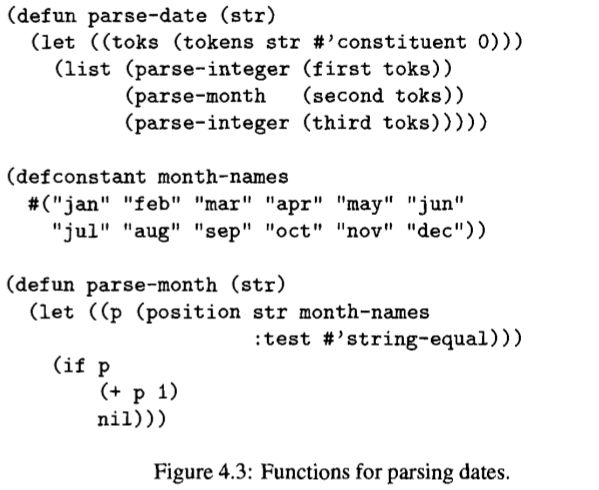 (defun parse-date (str)
  (let ((toks (tokens str #'constituent 0)))
    (list (parse-integer (first toks))
          (parse-month   (second toks))
          (parse-integer (third toks)))))

(defconstant month-names
  #("jan" "feb" "mar" "apr" "may" "jun"
    "jul" "aug" "sep" "oct" "nov" "dec"))

(defun parse-month (str)
  (let ((p (position str month-names
                     :test #'string-equal)))
    (if p
        (+ p 1)
        nil)))

Figure 4.3: Functions for parsing dates.